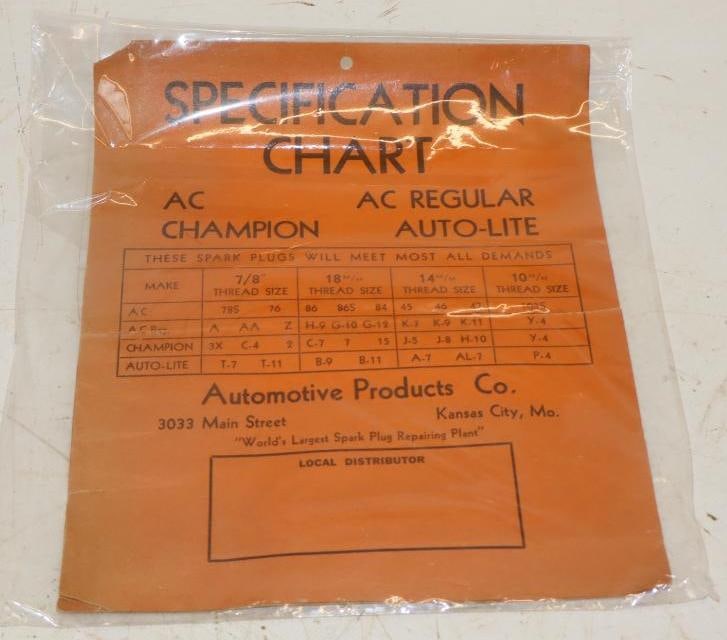 SPECIFICATION
CHART
AC AC REGULAR
CHAMPION AUTO-LITE
THESE SPARK PLUGS WILL MEET MOST ALL DEMANDS
MAKE 7/8" THREAD SIZE 18 M/M THREAD SIZE 14 M/M THREAD SIZE 10 M/M THREAD SIZE
AC 78S 76 86 86S 84 45 46 47
A AA Z H-9 G-10 G-12 K-7 K-9 K-11 Y-4
CHAMPION 3X C-4 2 C-7 7 15 J-5 J-8 H-10 Y-4
AUTO-LITE T-7 T-11 B-9 B-11 A-7 AL-7 P-4
Automotive Products Co.
3033 Main Street Kansas City, Mo.
"World's Largest Spark Plug Repairing Plant"
LOCAL DISTRIBUTOR